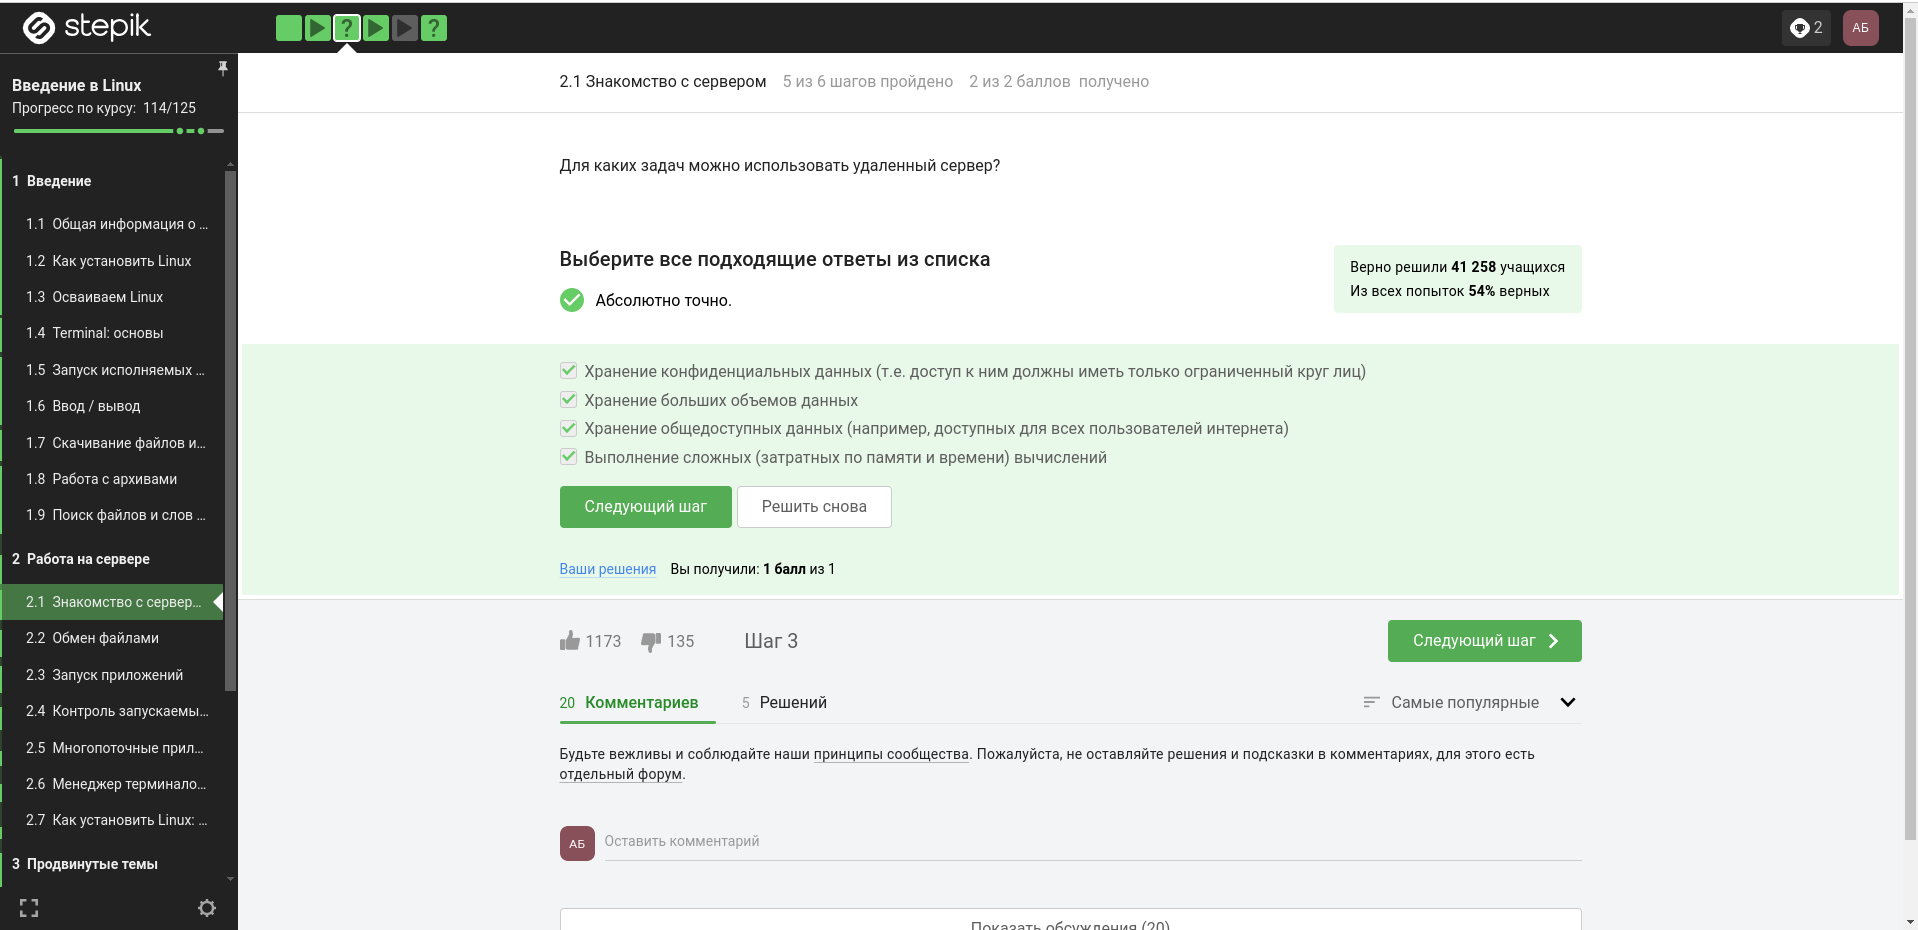 stepik
2
АБ
Введение в Linux
Прогресс по курсу: 114/125
1 Введение
1.1 Общая информация о ...
1.2 Как установить Linux
1.3 Осваиваем Linux
1.4 Terminal: основы
1.5 Запуск исполняемых ...
1.6 Ввод / вывод
1.7 Скачивание файлов и...
1.8 Работа с архивами
1.9 Поиск файлов и слов ...
2 Работа на сервере
2.1 Знакомство с сервер...
2.2 Обмен файлами
2.3 Запуск приложений
2.4 Контроль запускаемы...
2.5 Многопоточные прил...
2.6 Менеджер терминало...
2.7 Как установить Linux: ...
3 Продвинутые темы
2.1 Знакомство с сервером 5 из 6 шагов пройдено 2 из 2 баллов получено
Для каких задач можно использовать удаленный сервер?
Выберите все подходящие ответы из списка
Абсолютно точно.
Верно решили 41 258 учащихся
Из всех попыток 54% верных
Хранение конфиденциальных данных (т.е. доступ к ним должны иметь только ограниченный круг лиц)
Хранение больших объемов данных
Хранение общедоступных данных (например, доступных для всех пользователей интернета)
Выполнение сложных (затратных по памяти и времени) вычислений
Следующий шаг Решить снова
Ваши решения Вы получили: 1 балл из 1
1173 135 Шаг 3 Следующий шаг
20 Комментариев 5 Решений Самые популярные
Будьте вежливы и соблюдайте наши принципы сообщества. Пожалуйста, не оставляйте решения и подсказки в комментариях, для этого есть
отдельный форум.
АБ Оставить комментарий
Показать обсуждения (20)